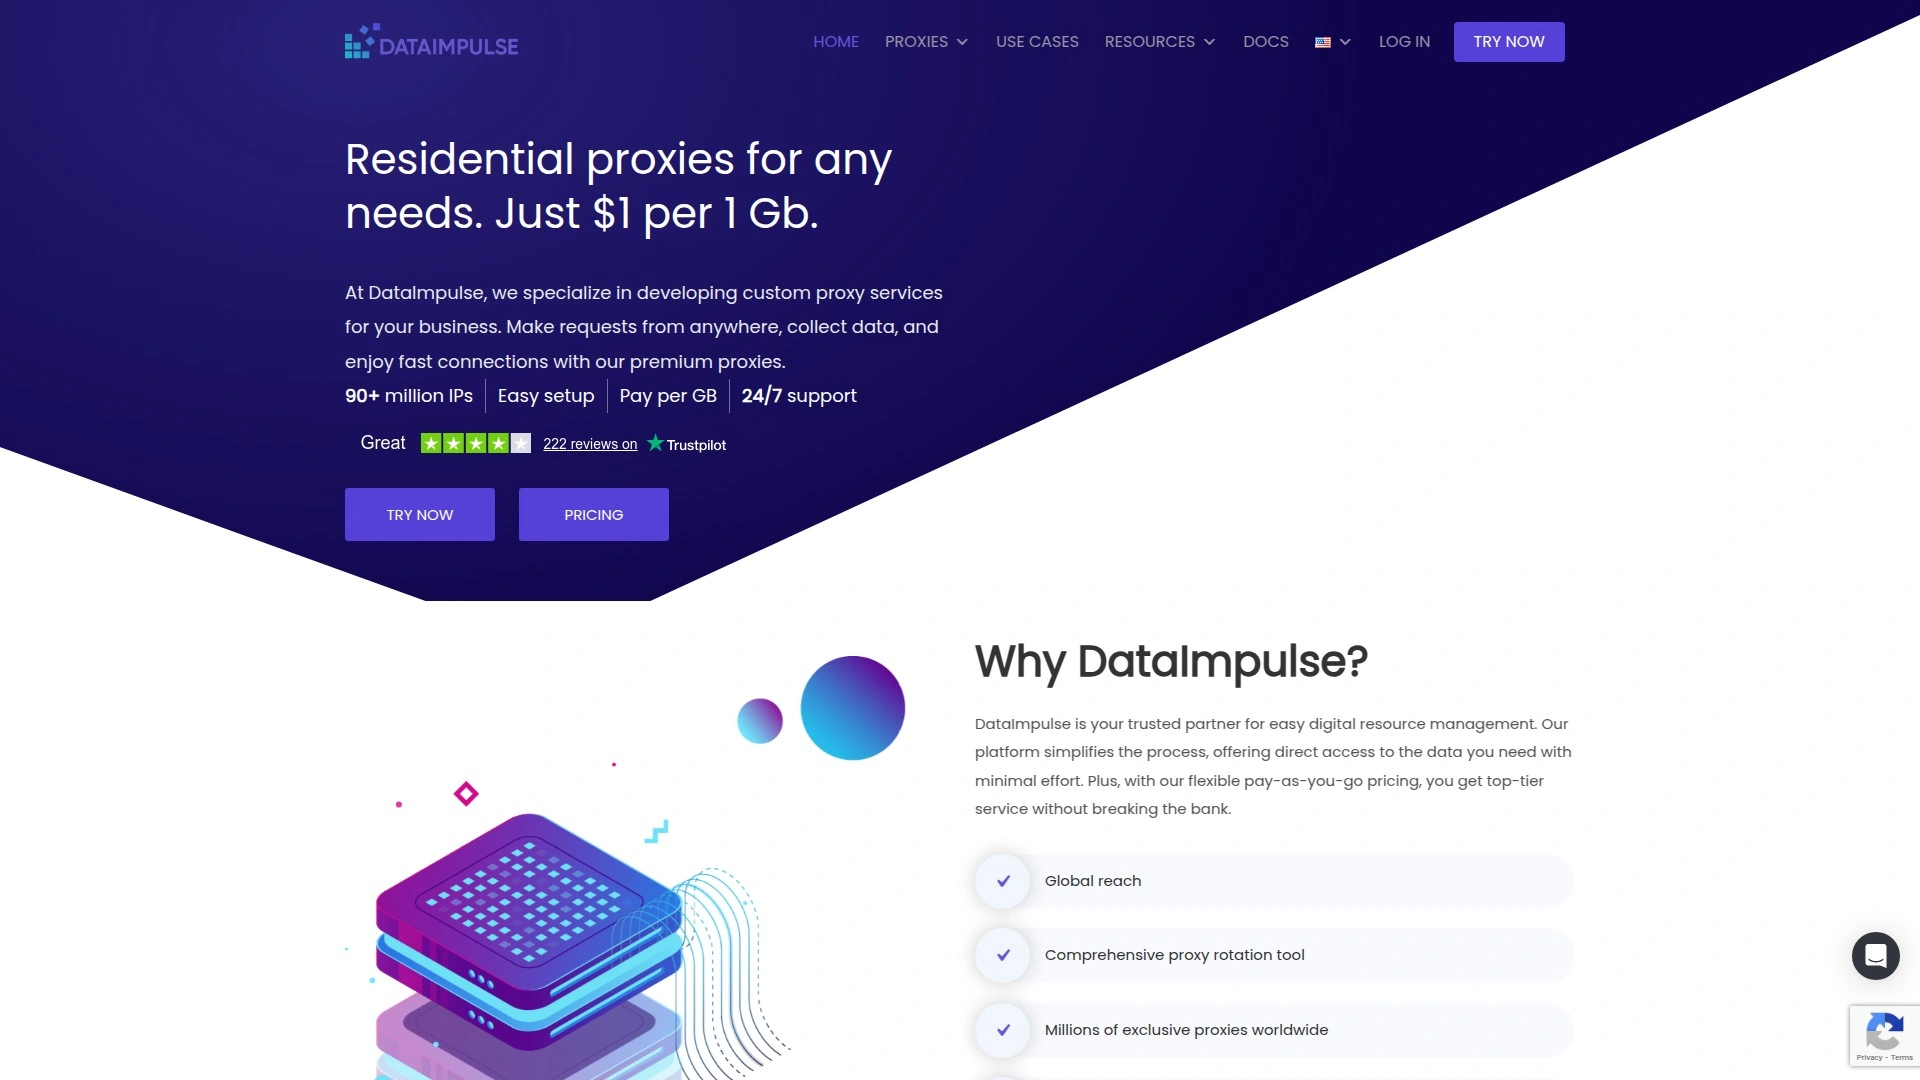 DATAIMPULSE
HOME
PROXIES
USE CASES
RESOURCES
DOCS
LOG IN
TRY NOW
Residential proxies for any
needs. Just $1 per 1 Gb.
At DataImpulse, we specialize in developing custom proxy services
for your business. Make requests from anywhere, collect data, and
enjoy fast connections with our premium proxies.
90+ million IPs
Easy setup
Pay per GB
24/7 support
Great
222 reviews on
Trustpilot
TRY NOW
PRICING
Why DataImpulse?
DataImpulse is your trusted partner for easy digital resource management. Our
platform simplifies the process, offering direct access to the data you need with
minimal effort. Plus, with our flexible pay-as-you-go pricing, you get top-tier
service without breaking the bank.
Global reach
Comprehensive proxy rotation tool
Millions of exclusive proxies worldwide
Privacy - Terms